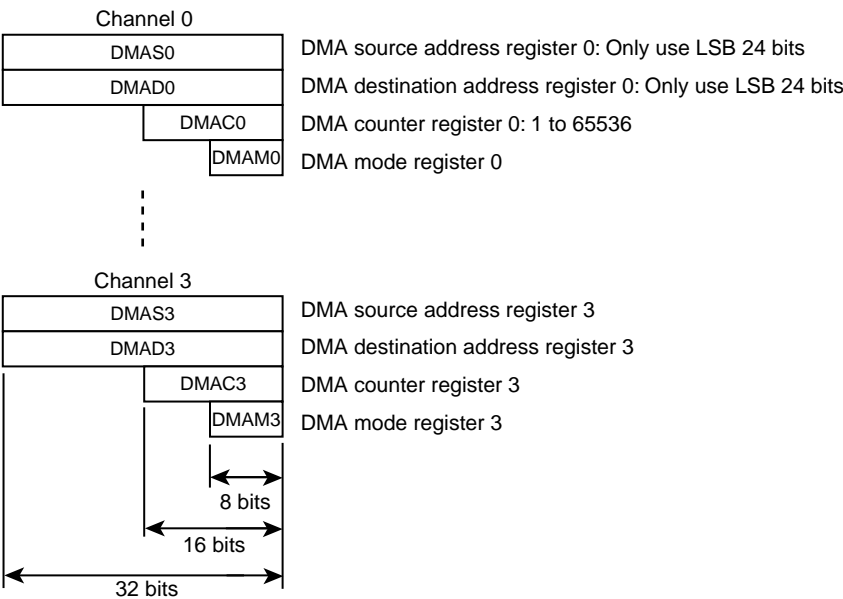 Channel 0
DMAS0 DMA source address register 0: Only use LSB 24 bits
DMAD0 DMA destination address register 0: Only use LSB 24 bits
DMAC0 DMA counter register 0: 1 to 65536
DMAM0 DMA mode register 0
Channel 3
DMAS3 DMA source address register 3
DMAD3 DMA destination address register 3
DMAC3 DMA counter register 3
DMAM3 DMA mode register 3
8 bits
16 bits
32 bits